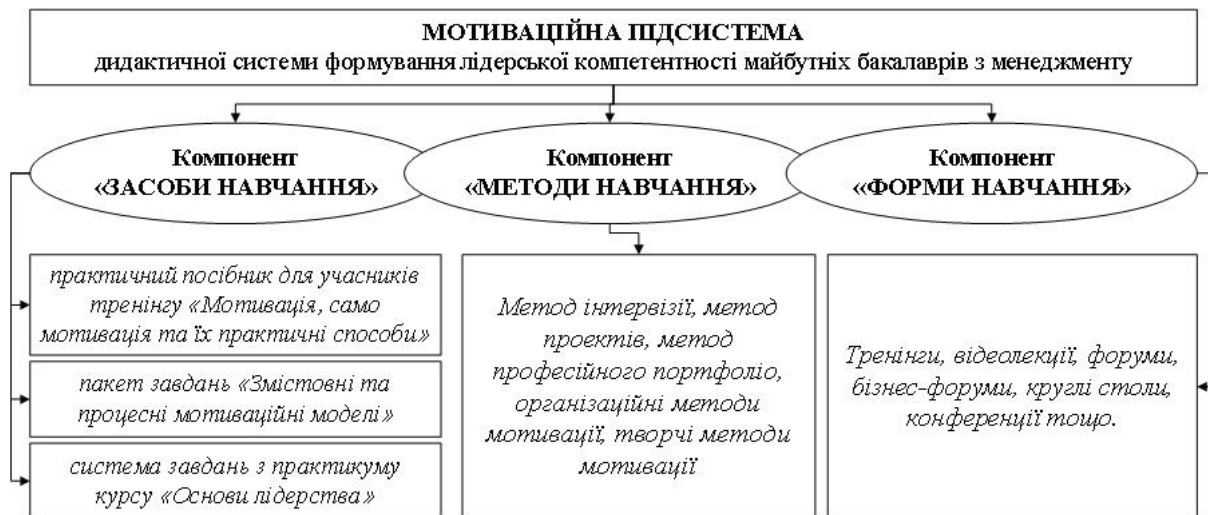 МОТИВАЦІЙНА ПІДСИСТЕМА
дидактичної системи формування лідерської компетентності майбутніх бакалаврів з менеджменту
Компонент
«ЗАСОБИ НАВЧАННЯ»
Компонент
«МЕТОДИ НАВЧАННЯ»
Компонент
«ФОРМИ НАВЧАННЯ»
практичний посібник для учасників
тренінгу «Мотивація, само
мотивація та їх практичні способи»
пакет завдань «Змістовні та
процесні мотиваційні моделі»
система завдань з практикуму
курсу «Основи лідерства»
Метод інтервізії, метод
проектів, метод
професійного портфоліо,
організаційні методи
мотивації, творчі методи
мотивації
Тренінги, відеолекції, форуми,
бізнес-форуми, круглі столи,
конференції тощо.